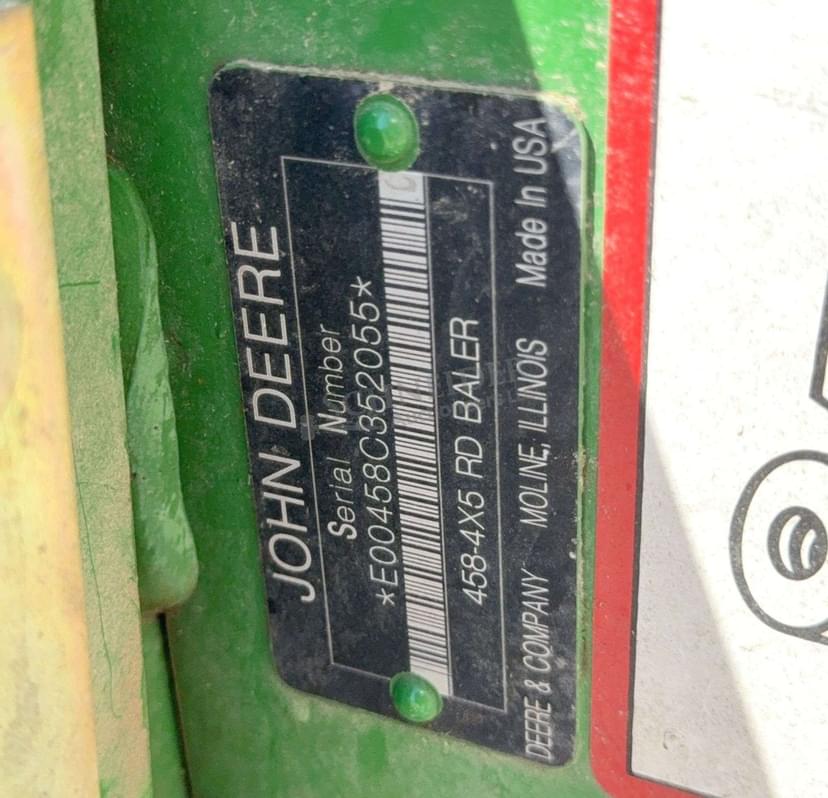 JOHN DEERE
Serial Number
*E00458C352055*
458-4X5 RD BALER
DEERE & COMPANY MOLINE, ILLINOIS Made In USA